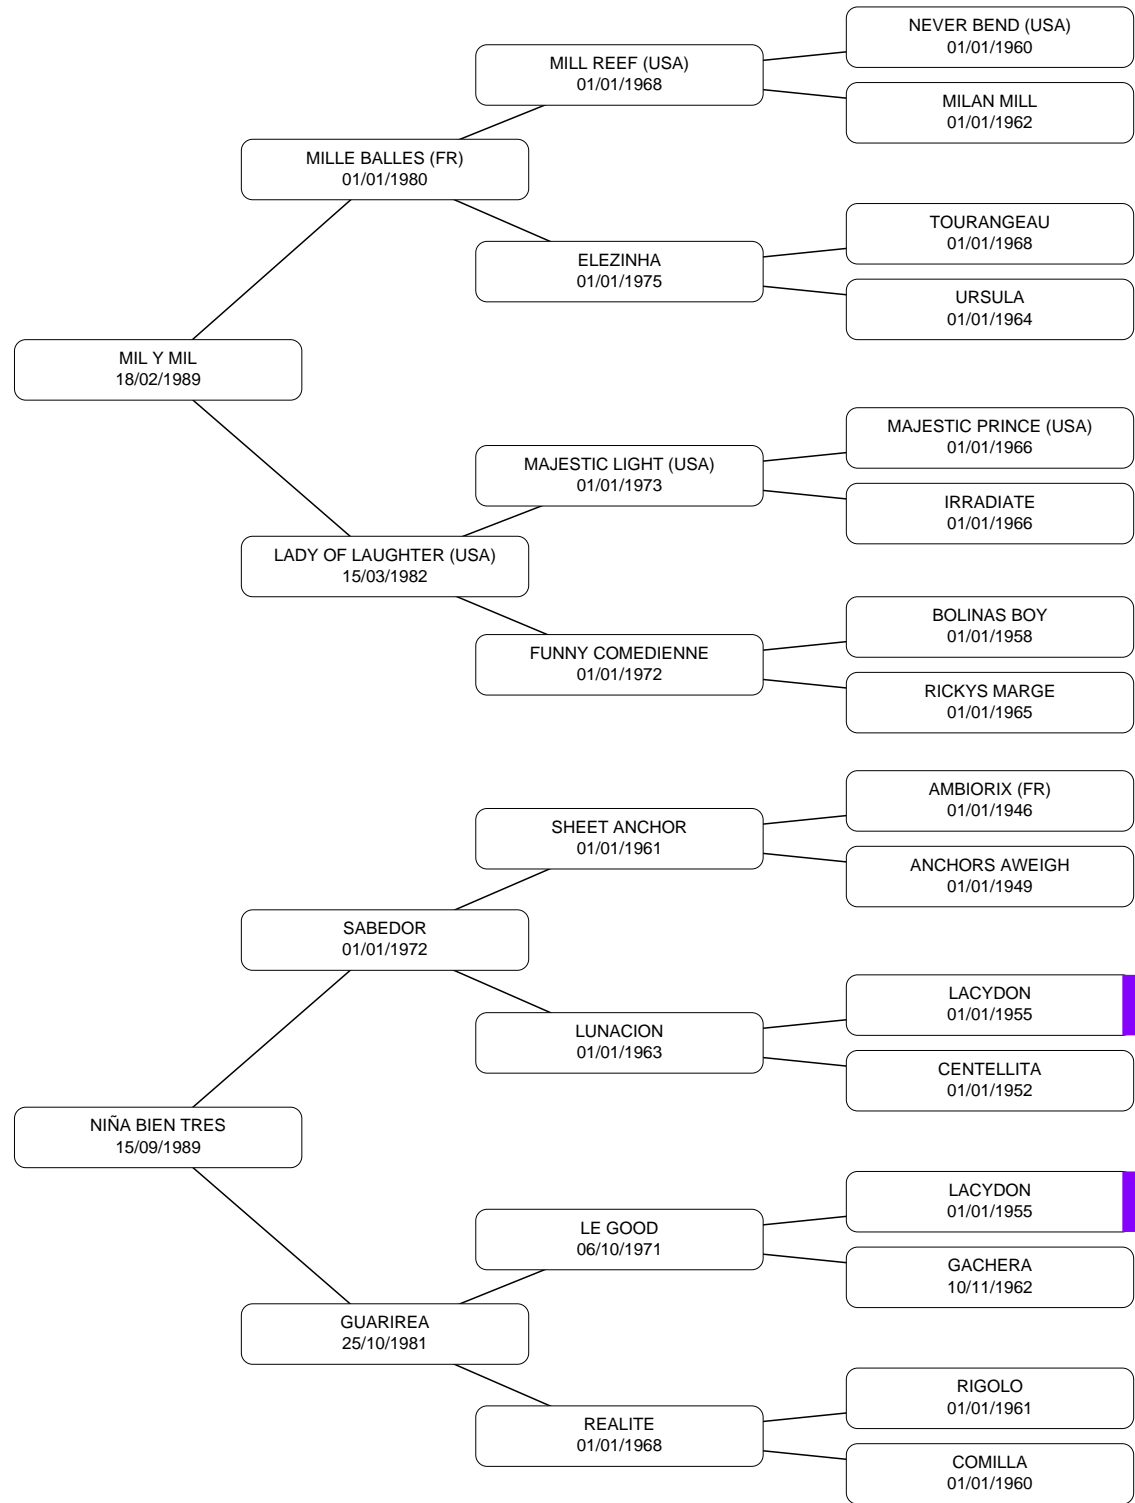 NEVER BEND (USA)
01/01/1960
MILL REEF (USA)
01/01/1968
MILAN MILL
01/01/1962
MILLE BALLES (FR)
01/01/1980
TOURANGEAU
01/01/1968
ELEZINHA
01/01/1975
URSULA
01/01/1964
MIL Y MIL
18/02/1989
MAJESTIC PRINCE (USA)
01/01/1966
MAJESTIC LIGHT (USA)
01/01/1973
IRRADIATE
01/01/1966
LADY OF LAUGHTER (USA)
15/03/1982
BOLINAS BOY
01/01/1958
FUNNY COMEDIENNE
01/01/1972
RICKYS MARGE
01/01/1965
AMBIORIX (FR)
01/01/1946
SHEET ANCHOR
01/01/1961
ANCHORS AWEIGH
01/01/1949
SABEDOR
01/01/1972
LACYDON
01/01/1955
LUNACION
01/01/1963
CENTELLITA
01/01/1952
NIÑA BIEN TRES
15/09/1989
LACYDON
01/01/1955
LE GOOD
06/10/1971
GACHERA
10/11/1962
GUARIREA
25/10/1981
RIGOLO
01/01/1961
REALITE
01/01/1968
COMILLA
01/01/1960